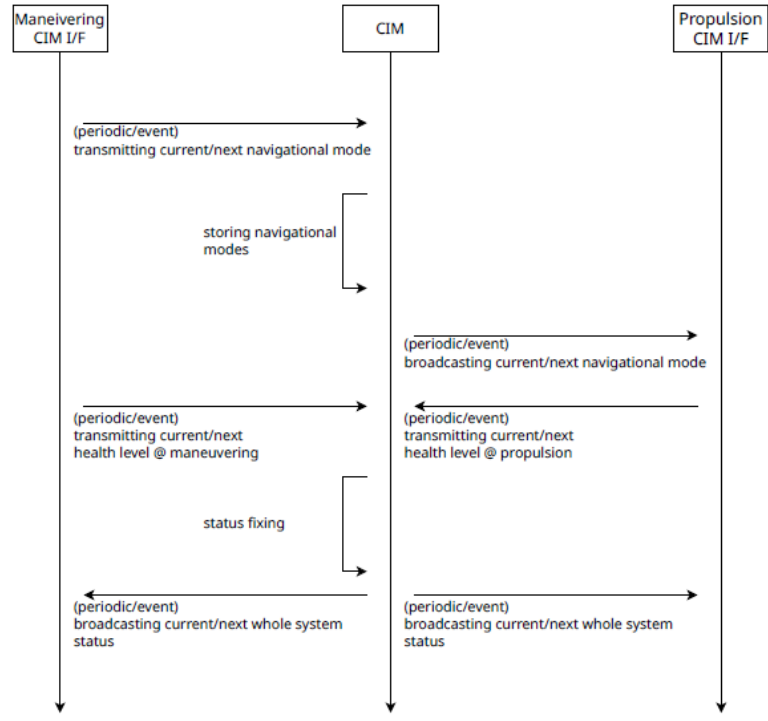 Maneivering
CIM I/F
CIM
Propulsion
CIM I/F
(periodic/event)
transmitting current/next navigational mode
storing navigational
modes
(periodic/event)
broadcasting current/next navigational mode
(periodic/event)
transmitting current/next
health level @ maneuvering
(periodic/event)
transmitting current/next
health level @ propulsion
status fixing
(periodic/event)
broadcasting current/next whole system
status
(periodic/event)
broadcasting current/next whole system
status